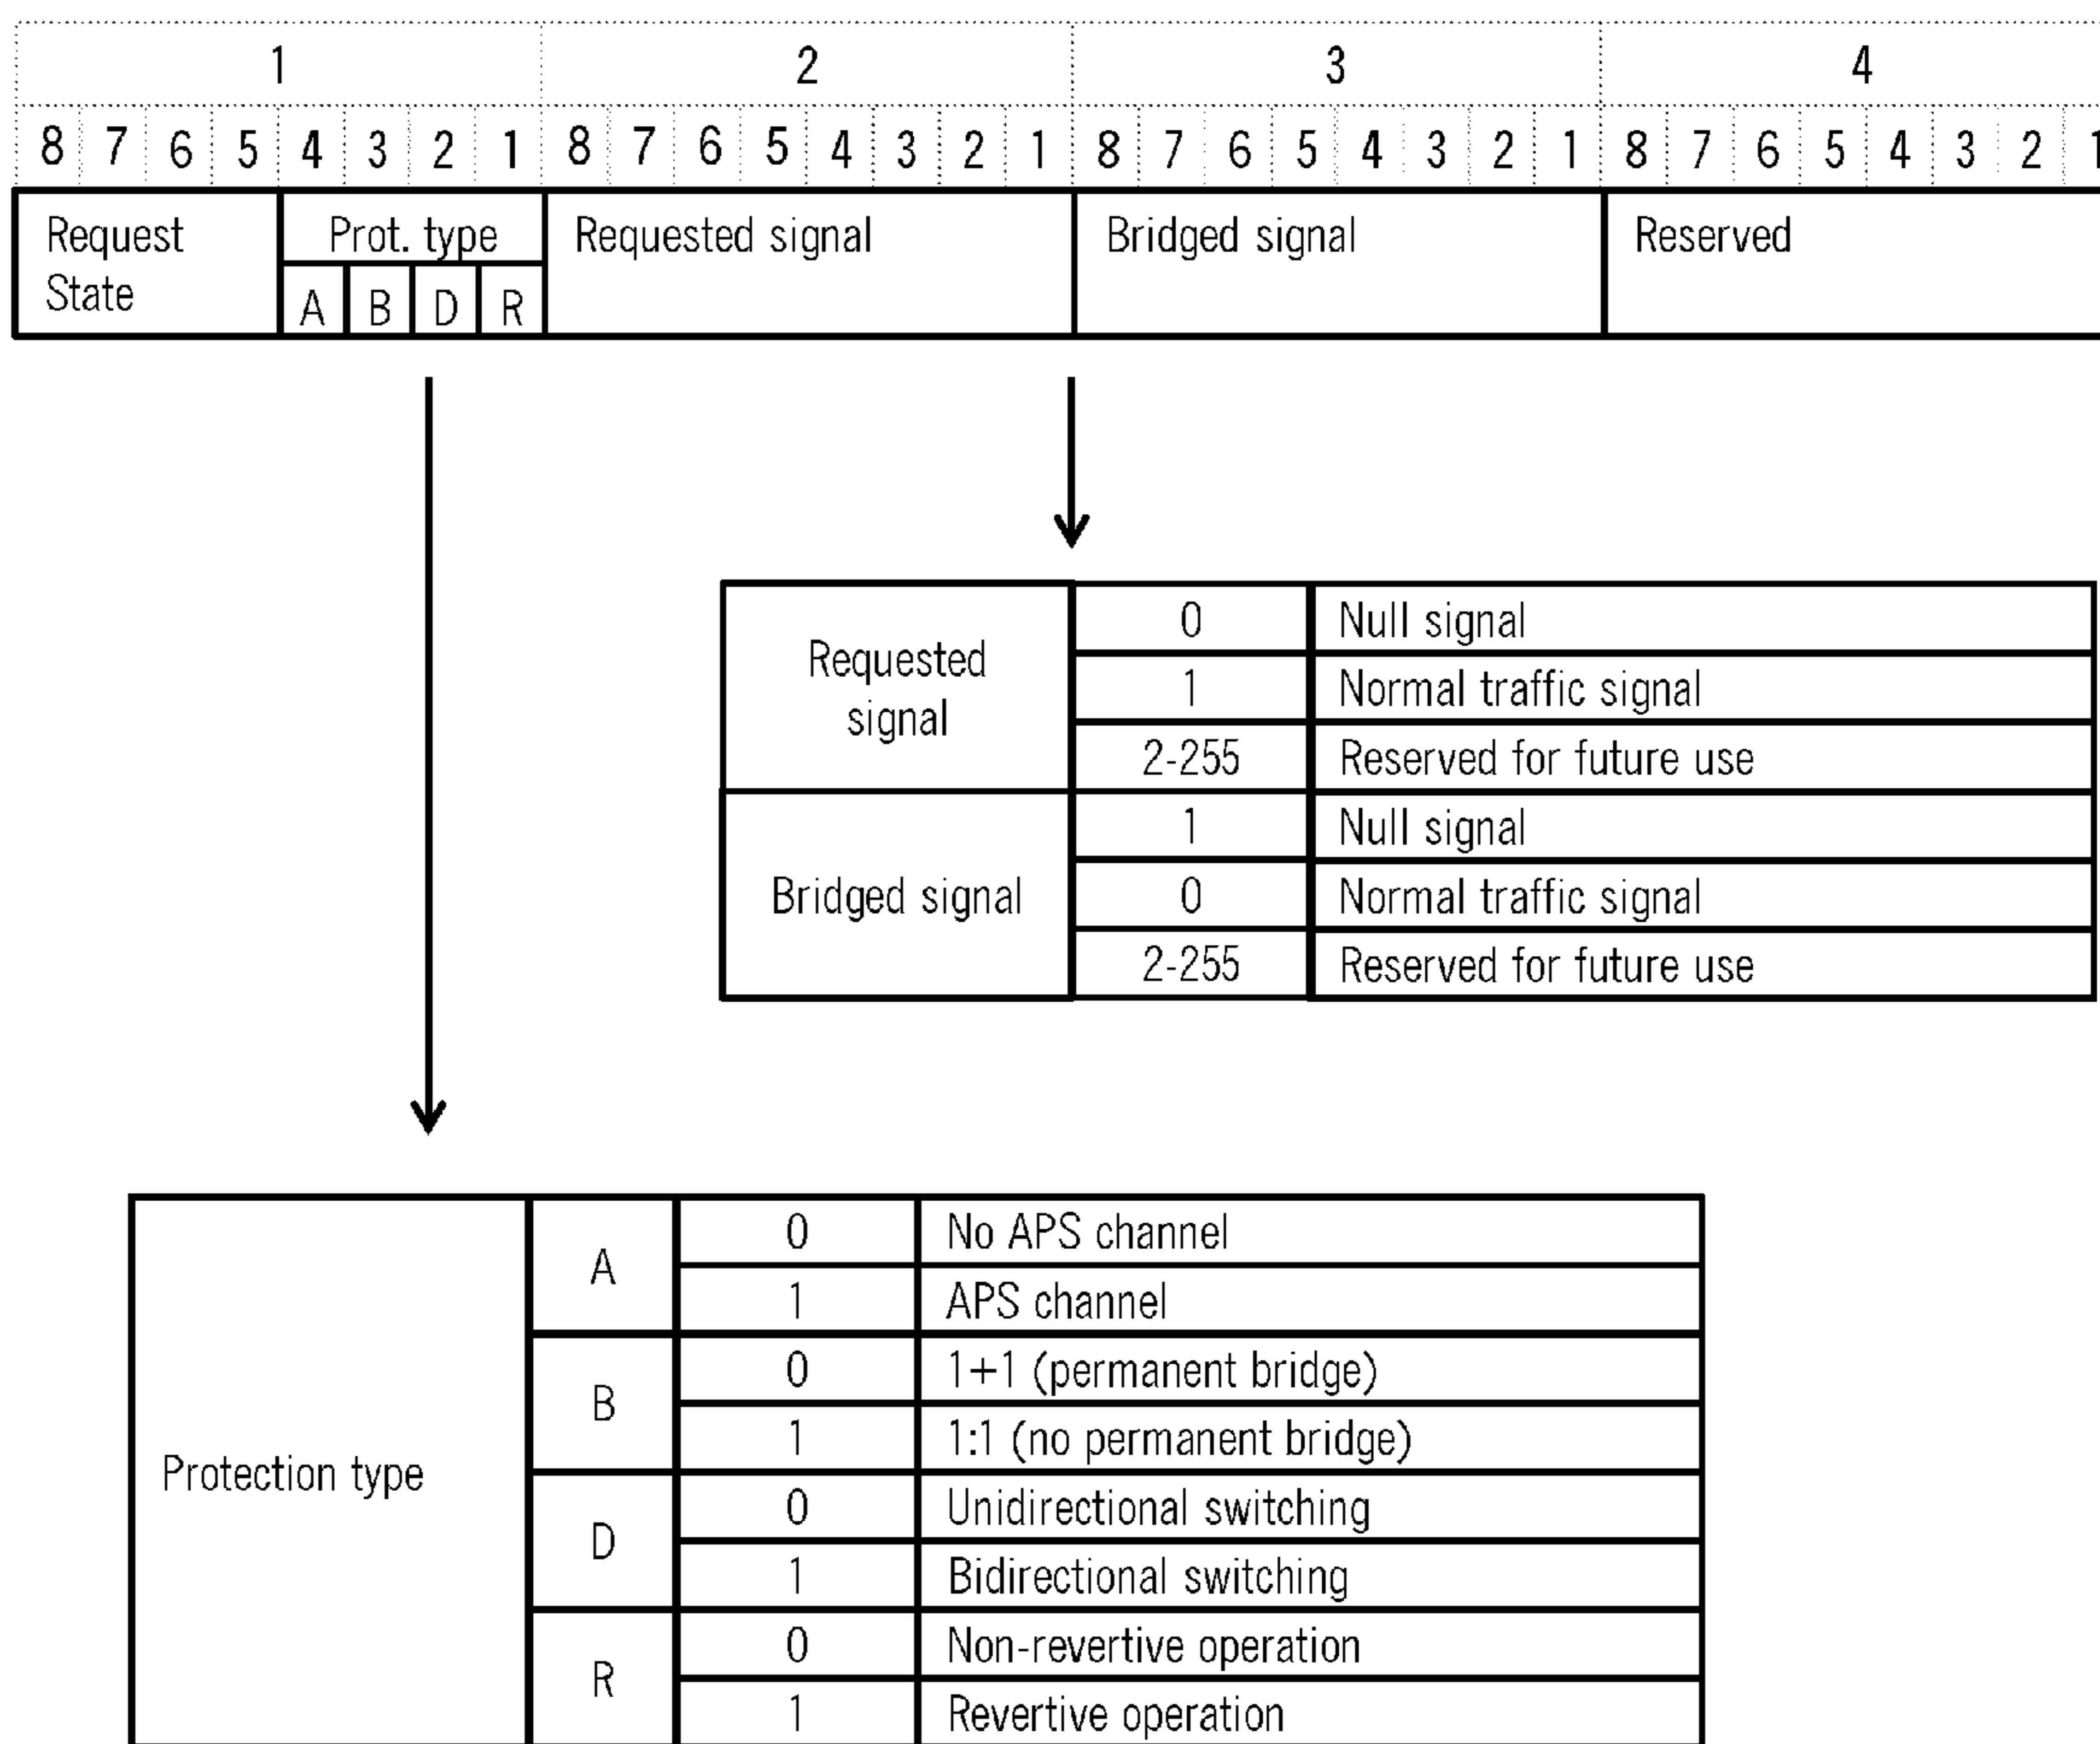 1 2 3 4
8 7 6 5 4 3 2 1 8 7 6 5 4 3 2 1 8 7 6 5 4 3 2 1 8 7 6 5 4 3 2 1
Request State Prot. type Requested signal Bridged signal Reserved
A B D R
Requested signal
0 Null signal
1 Normal traffic signal
2-255 Reserved for future use
Bridged signal
1 Null signal
0 Normal traffic signal
2-255 Reserved for future use
Protection type
A
0 No APS channel
1 APS channel
B
0 1+1 (permanent bridge)
1 1:1 (no permanent bridge)
D
0 Unidirectional switching
1 Bidirectional switching
R
0 Non-revertive operation
1 Revertive operation